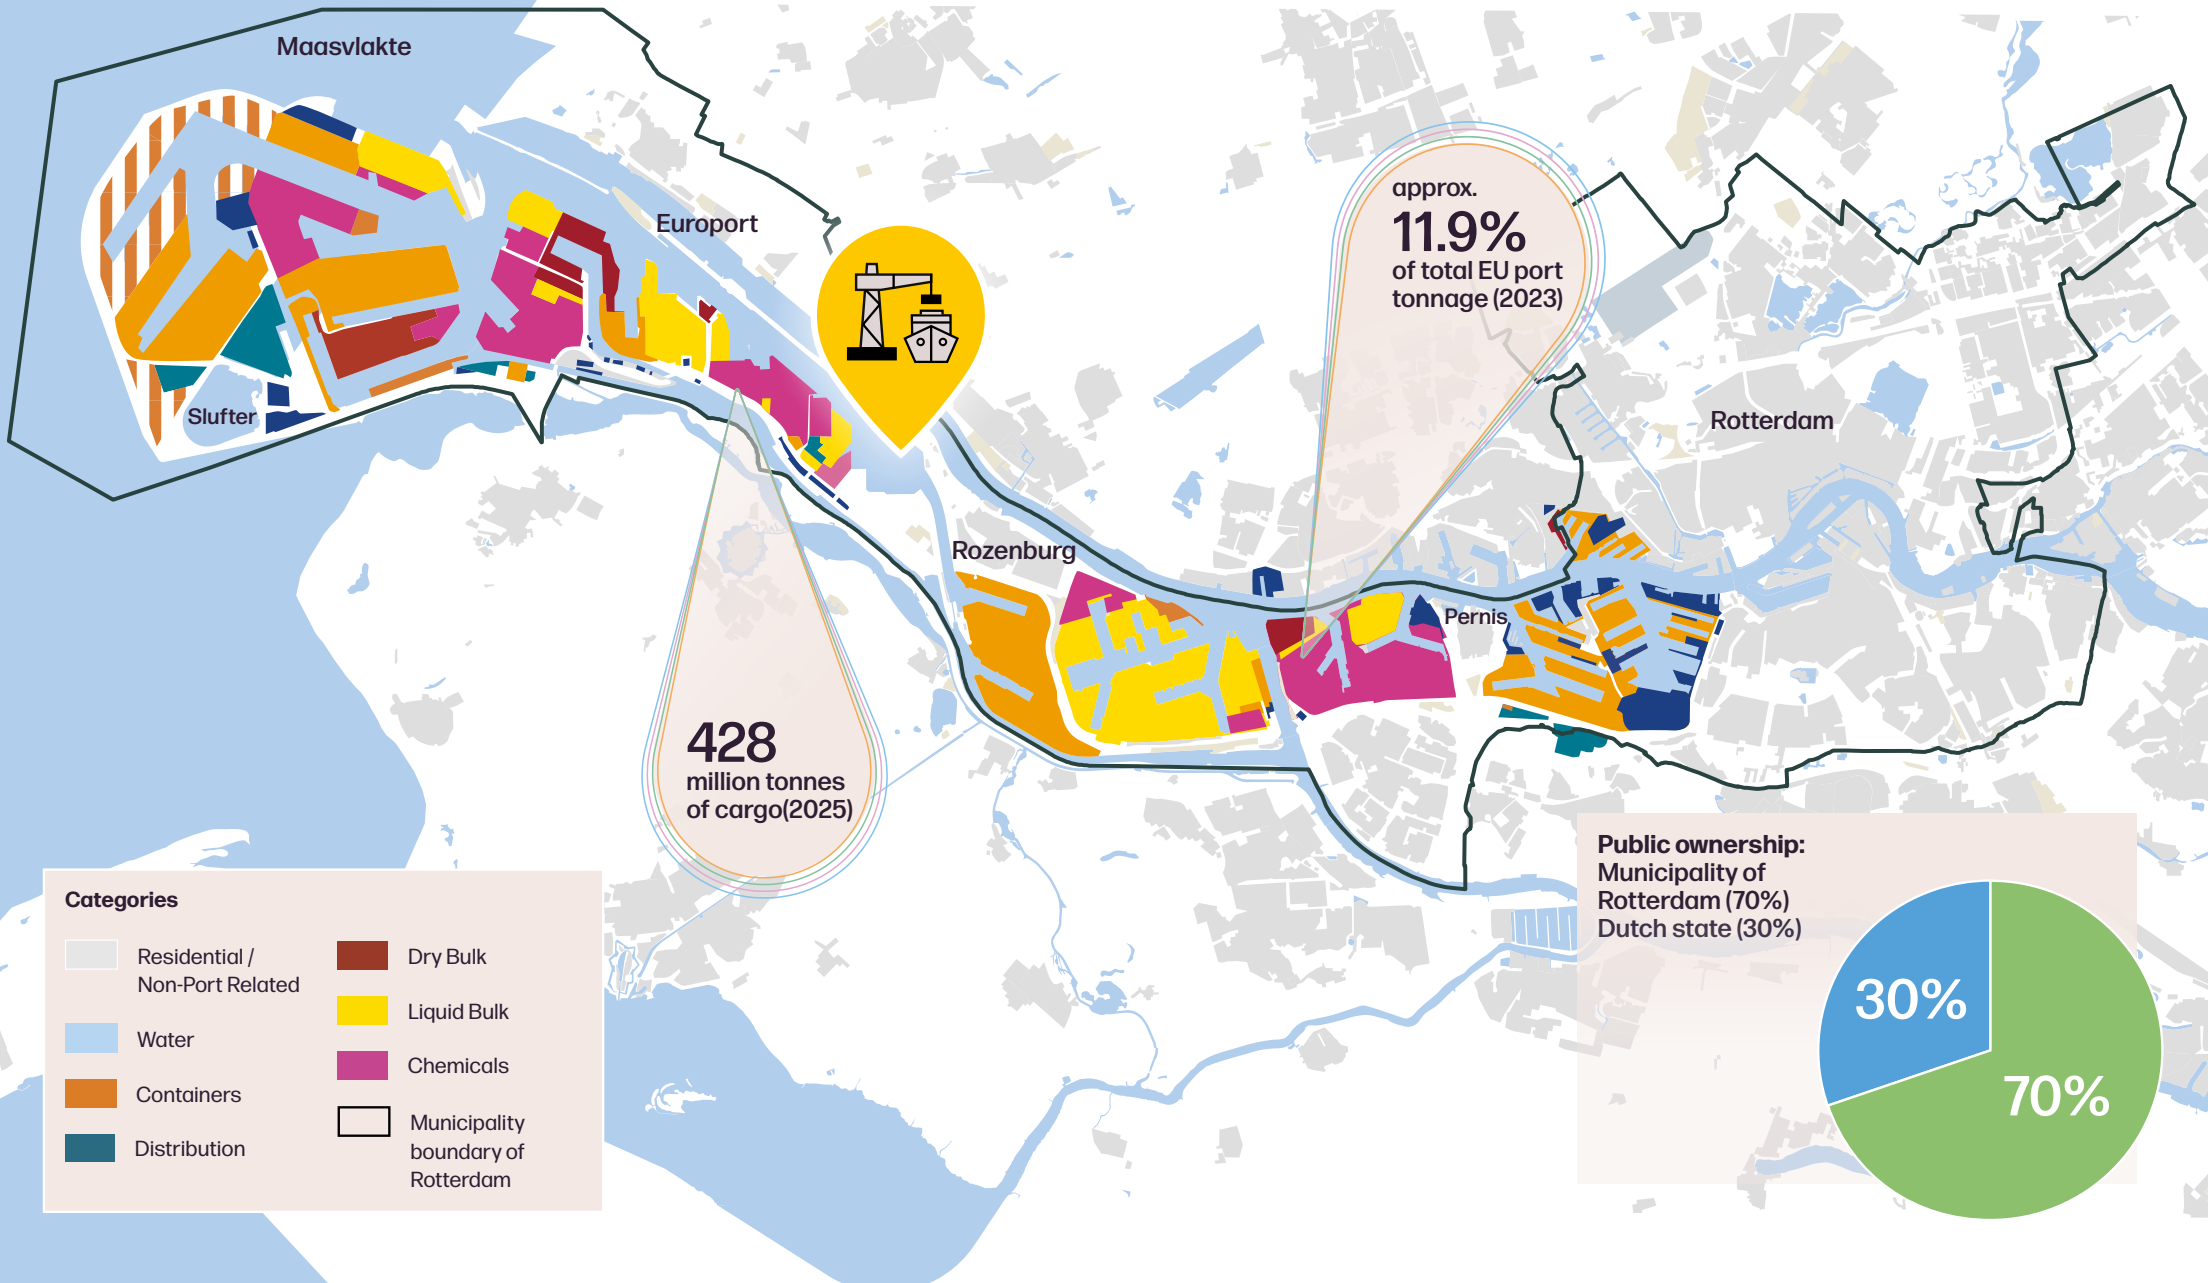 Maasvlakte
Europort
Slufter
approx.
11.9%
of total EU port
tonnage (2023)
Rotterdam
Rozenburg
Pernis
428
million tonnes
of cargo(2025)
Categories
Residential /
Non-Port Related
Water
Containers
Distribution
Dry Bulk
Liquid Bulk
Chemicals
Municipality
boundary of
Rotterdam
Public ownership:
Municipality of
Rotterdam (70%)
Dutch state (30%)
30%
70%